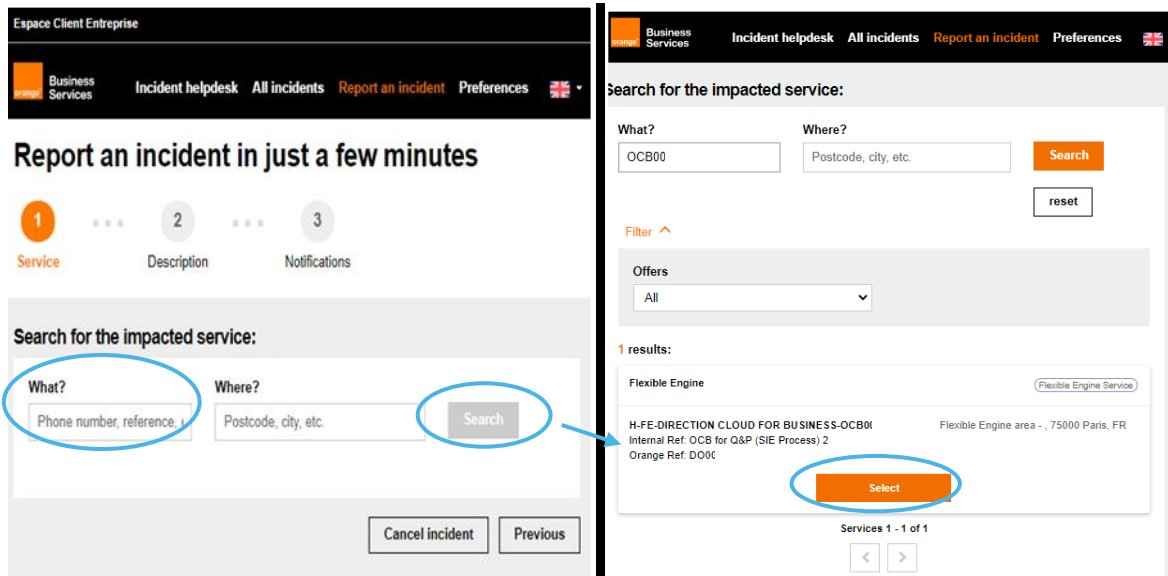 Espace Client Entreprise
orange Business Services
Incident helpdesk All incidents Report an incident Preferences
Report an incident in just a few minutes
1 2 3
Service Description Notifications
Search for the impacted service:
What? Where?
Phone number, reference, Postcode, city, etc. Search
Cancel incident Previous
orange Business Services
Incident helpdesk All incidents Report an incident Preferences
Search for the impacted service:
What? Where?
OCB00 Postcode, city, etc. Search
reset
Filter
Offers
All
1 results:
Flexible Engine Flexible Engine Service
H-FE-DIRECTION CLOUD FOR BUSINESS-OCB00 Flexible Engine area - , 75000 Paris, FR
Internal Ref: OCB for Q&P (SIE Process) 2
Orange Ref: DO00
Select
Services 1 - 1 of 1